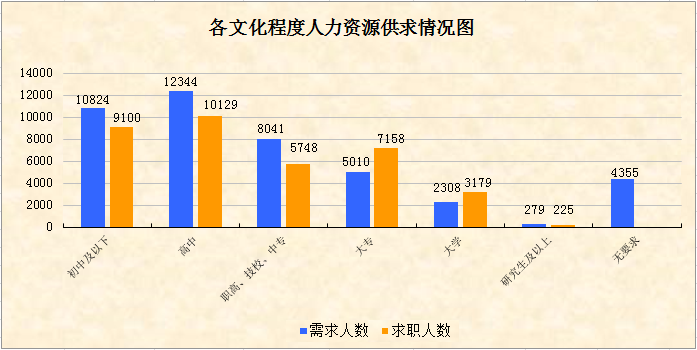 各文化程度人力资源供求情况图
14000
12000
10000
8000
6000
4000
2000
0
10824
9100
12344
10129
8041
5748
5010
7158
2308
3179
279
225
4355
初中及以下
高中
职高、技校、中专
大专
大学
研究生及以上
无要求
需求人数
求职人数